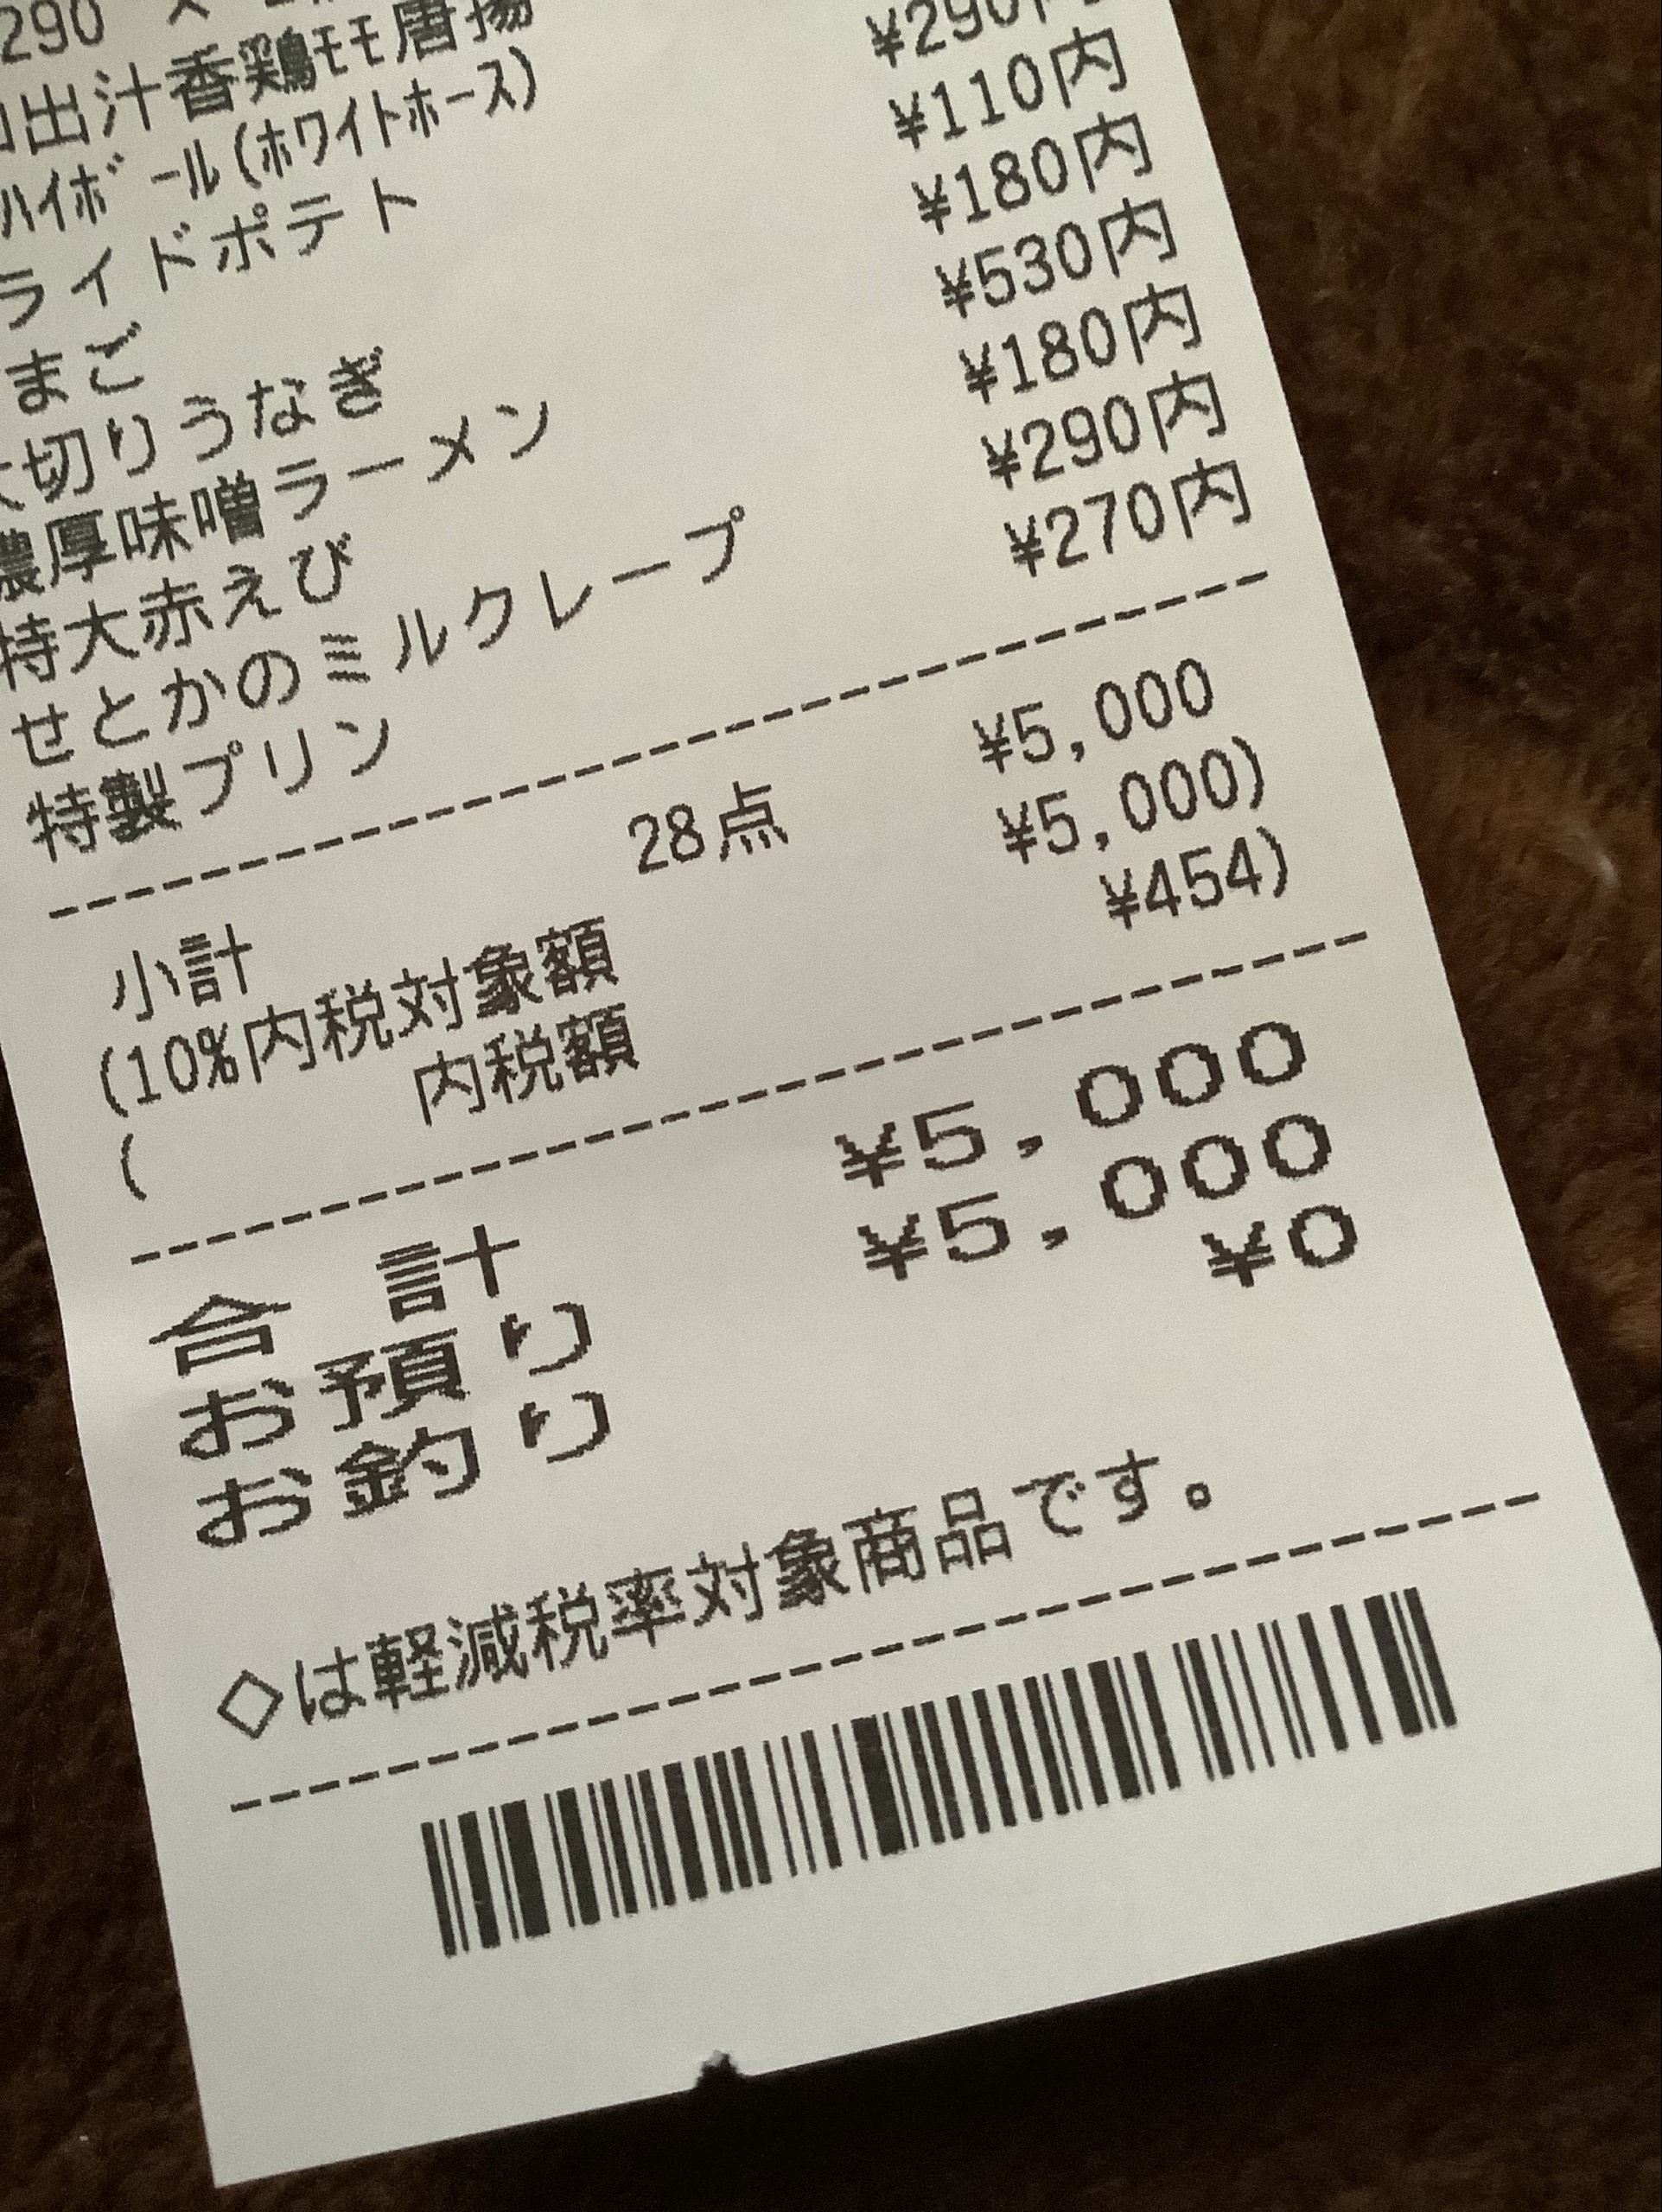 290 ×
出汁香鶏ﾓﾓ唐揚
ﾊｲﾎﾞｰﾙ(ﾎﾜｲﾄﾎｰｽ)
ライドポテト ¥290
まご ¥110内
切りうなぎ ¥180内
濃厚味噌ラーメン ¥530内
特大赤えび ¥180内
せとかのミルクレープ ¥290内
特製プリン ¥270内
小計 28点 ¥5,000
(10%内税対象額 ¥5,000)
( 内税額 ¥454)
合 計 ¥5,000
お預り ¥5,000
お釣り ¥0
◇は軽減税率対象商品です。